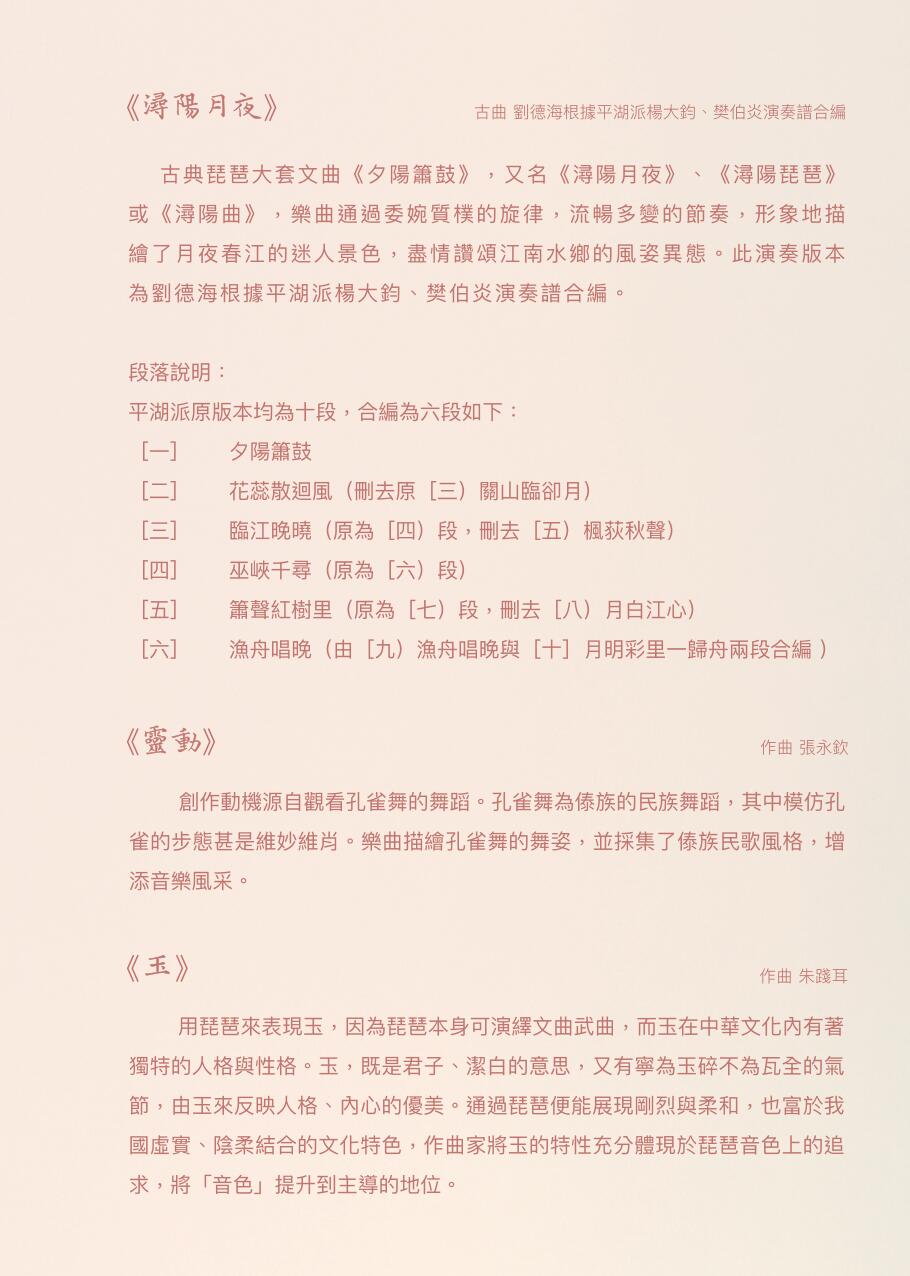 《潯陽月夜》
古曲 劉德海根據平湖派楊大鈞、樊伯炎演奏譜合編
古典琵琶大套文曲《夕陽簫鼓》，又名《潯陽月夜》、《潯陽琵琶》
或《潯陽曲》，樂曲通過委婉質樸的旋律，流暢多變的節奏，形象地描
繪了月夜春江的迷人景色，盡情讚頌江南水鄉的風姿異態。此演奏版本
為劉德海根據平湖派楊大鈞、樊伯炎演奏譜合編。
段落說明：
平湖派原版本均為十段，合編為六段如下：
［一］ 夕陽簫鼓
［二］ 花蕊散迴風（刪去原［三）關山臨卻月）
［三］ 臨江晚曉（原為［四）段，刪去［五）楓荻秋聲）
［四］ 巫峽千尋（原為［六）段）
［五］ 簫聲紅樹里（原為［七）段，刪去［八）月白江心）
［六］ 漁舟唱晚（由［九）漁舟唱晚與［十］月明彩里一歸舟兩段合編 ）
《靈動》
作曲 張永欽
創作動機源自觀看孔雀舞的舞蹈。孔雀舞為傣族的民族舞蹈，其中模仿孔
雀的步態甚是維妙維肖。樂曲描繪孔雀舞的舞姿，並採集了傣族民歌風格，增
添音樂風采。
《玉》
作曲 朱踐耳
用琵琶來表現玉，因為琵琶本身可演繹文曲武曲，而玉在中華文化內有著
獨特的人格與性格。玉，既是君子、潔白的意思，又有寧為玉碎不為瓦全的氣
節，由玉來反映人格、內心的優美。通過琵琶便能展現剛烈與柔和，也富於我
國虛實、陰柔結合的文化特色，作曲家將玉的特性充分體現於琵琶音色上的追
求，將「音色」提升到主導的地位。